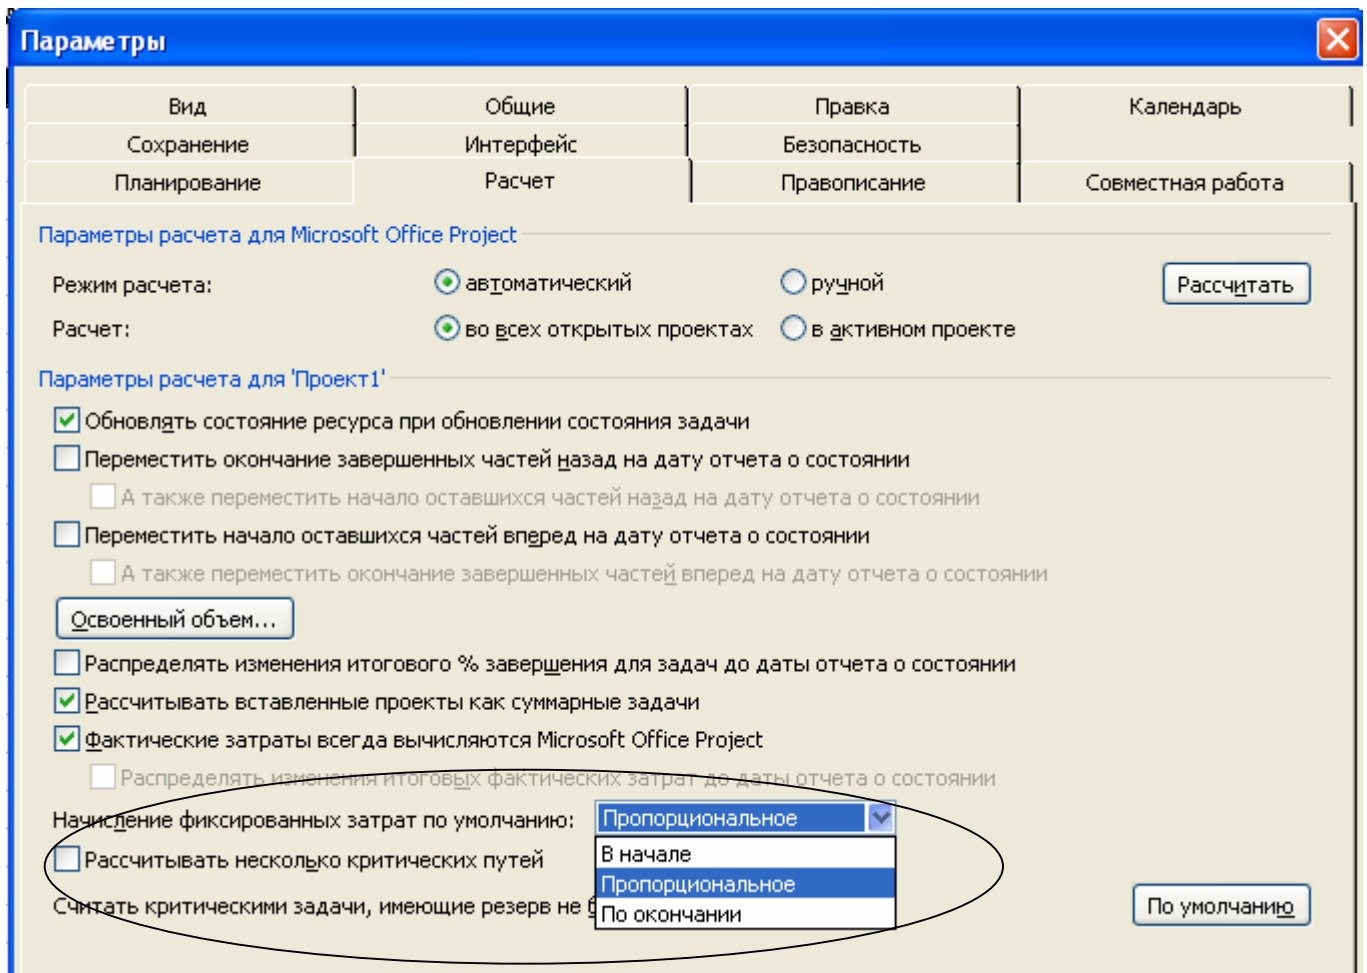 Параметры
Вид Общие Правка Календарь
Сохранение Интерфейс Безопасность
Планирование Расчет Правописание Совместная работа
Параметры расчета для Microsoft Office Project
Режим расчета: автоматический ручной Рассчитать
Расчет: во всех открытых проектах в активном проекте
Параметры расчета для 'Проект1'
Обновлять состояние ресурса при обновлении состояния задачи
Переместить окончание завершенных частей назад на дату отчета о состоянии
А также переместить начало оставшихся частей назад на дату отчета о состоянии
Переместить начало оставшихся частей вперед на дату отчета о состоянии
А также переместить окончание завершенных частей вперед на дату отчета о состоянии
Освоенный объем...
Распределять изменения итогового % завершения для задач до даты отчета о состоянии
Рассчитывать вставленные проекты как суммарные задачи
Фактические затраты всегда вычисляются Microsoft Office Project
Распределять изменения итоговых фактических затрат до даты отчета о состоянии
Начисление фиксированных затрат по умолчанию: Пропорциональное
Рассчитывать несколько критических путей В начале
Пропорциональное
Считать критическими задачи, имеющие резерв не По окончании По умолчанию